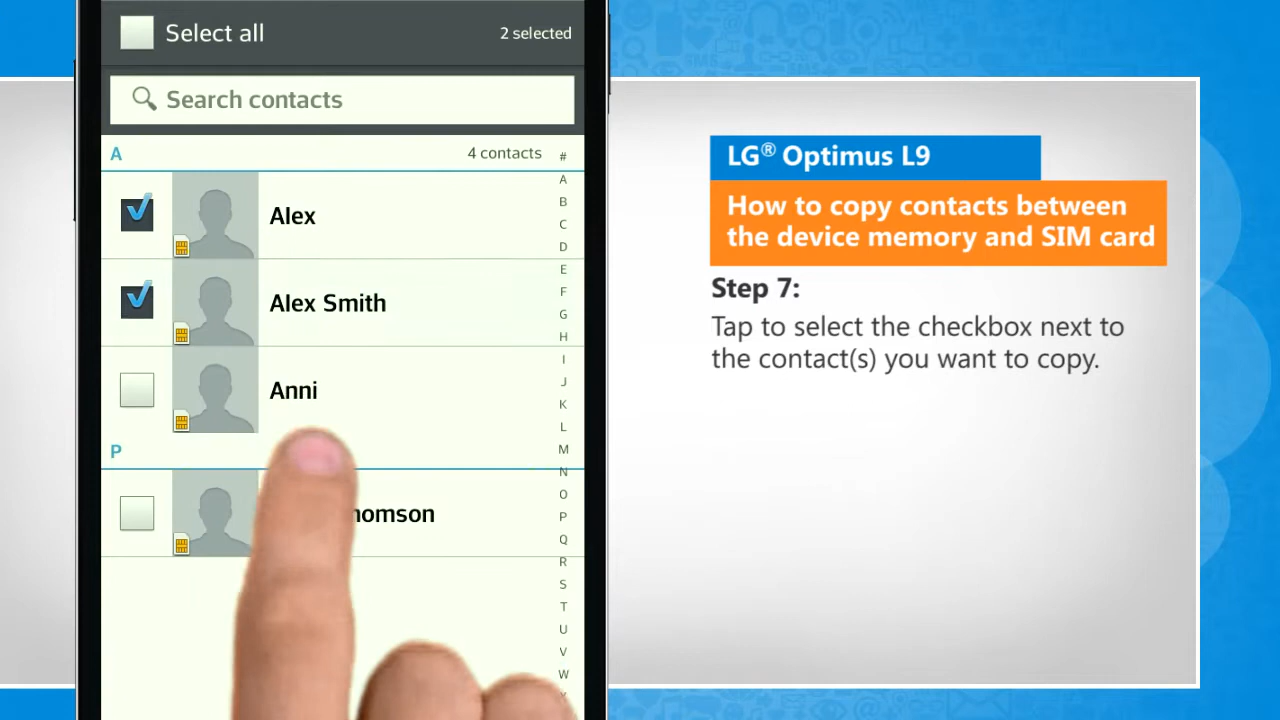 Select all
2 selected
Search contacts
A
4 contacts
#
A
B
C
D
E
F
G
H
I
J
K
L
M
N
O
P
Q
R
S
T
U
V
W
Alex
Alex Smith
Anni
P
homson
LG® Optimus L9
How to copy contacts between
the device memory and SIM card
Step 7:
Tap to select the checkbox next to
the contact(s) you want to copy.